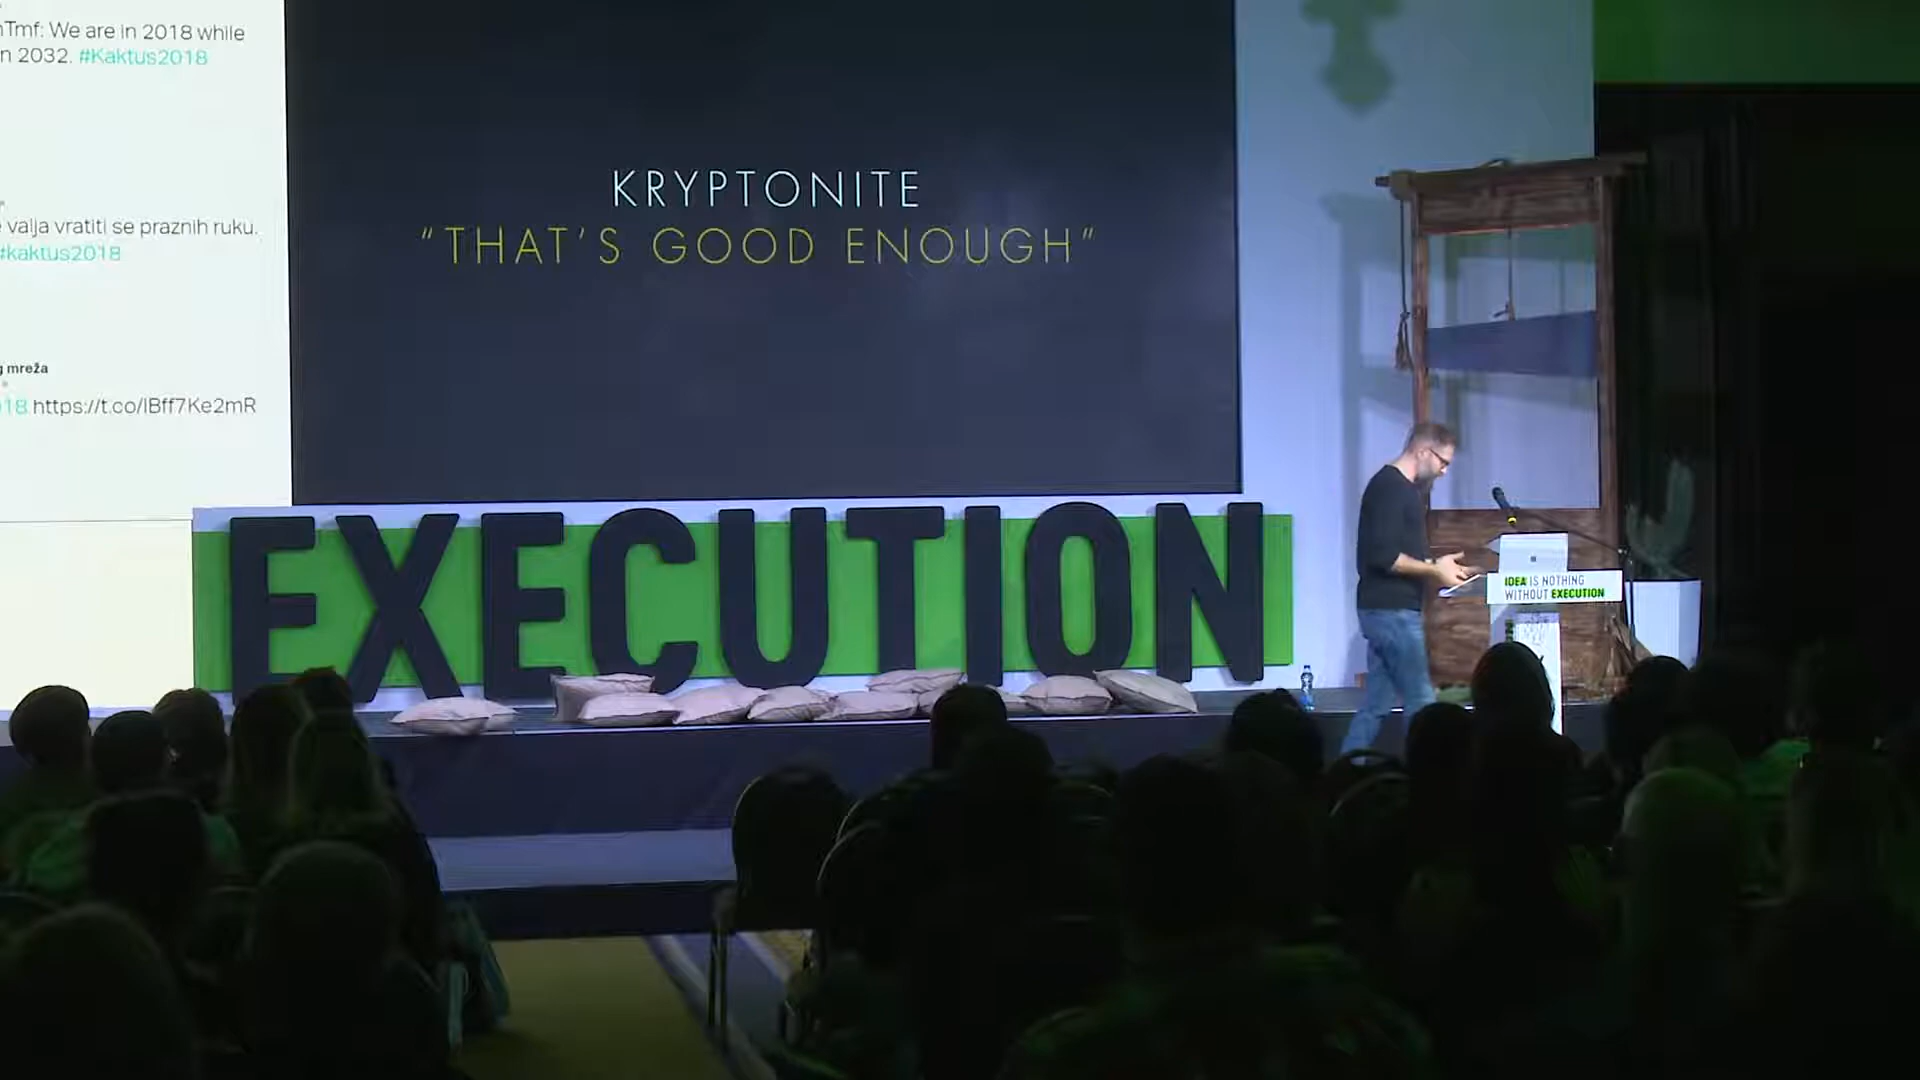 Tmf: We are in 2018 while
n 2032. #Kaktus2018
valja vratiti se praznih ruku.
#kaktus2018
mreža
18 https://t.co/IBff7Ke2mR
KRYPTONITE
“THAT’S GOOD ENOUGH”
EXECUTION
IDEA IS NOTHING
WITHOUT EXECUTION